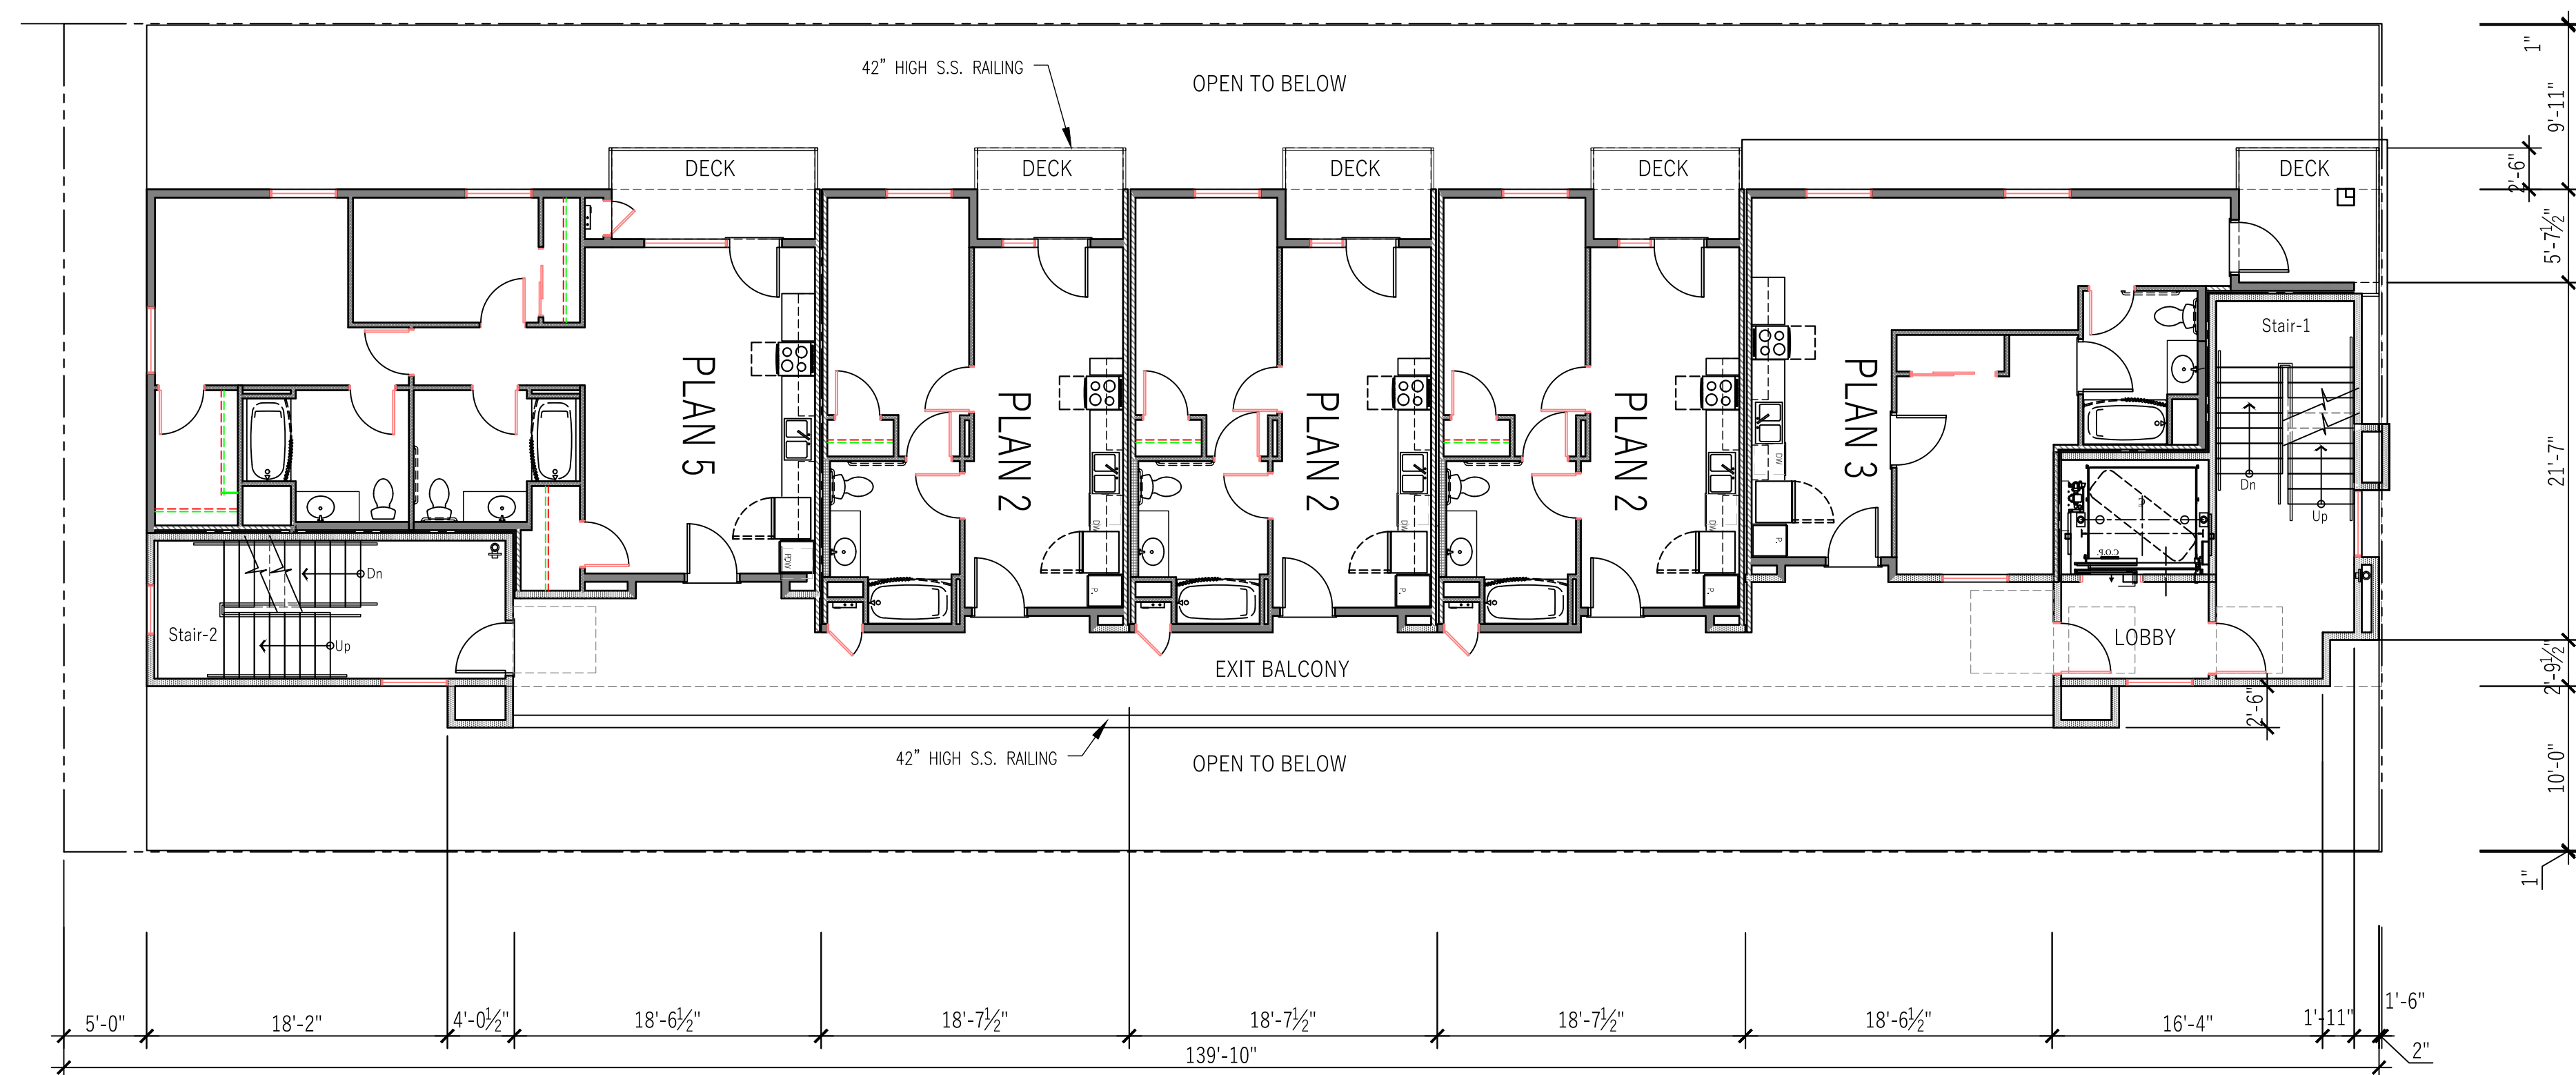 42” HIGH S.S. RAILING
OPEN TO BELOW
1"
9'-11"
2'-6"
5'-7½"
21'-7"
2'-9½"
2'-6"
10'-0"
1"
DECK
DECK
DECK
DECK
DECK
PLAN 5
PLAN 2
PLAN 2
PLAN 2
PLAN 3
Stair-1
Dn
Up
DW
DW
DW
DW
P.
P.
P.
P.
C.O.P.
Dn
Up
Stair-2
LOBBY
EXIT BALCONY
42” HIGH S.S. RAILING
OPEN TO BELOW
5'-0"
18'-2"
4'-0½"
18'-6½"
18'-7½"
18'-7½"
18'-7½"
18'-6½"
16'-4"
1'-11"
1'-6"
2"
139'-10"